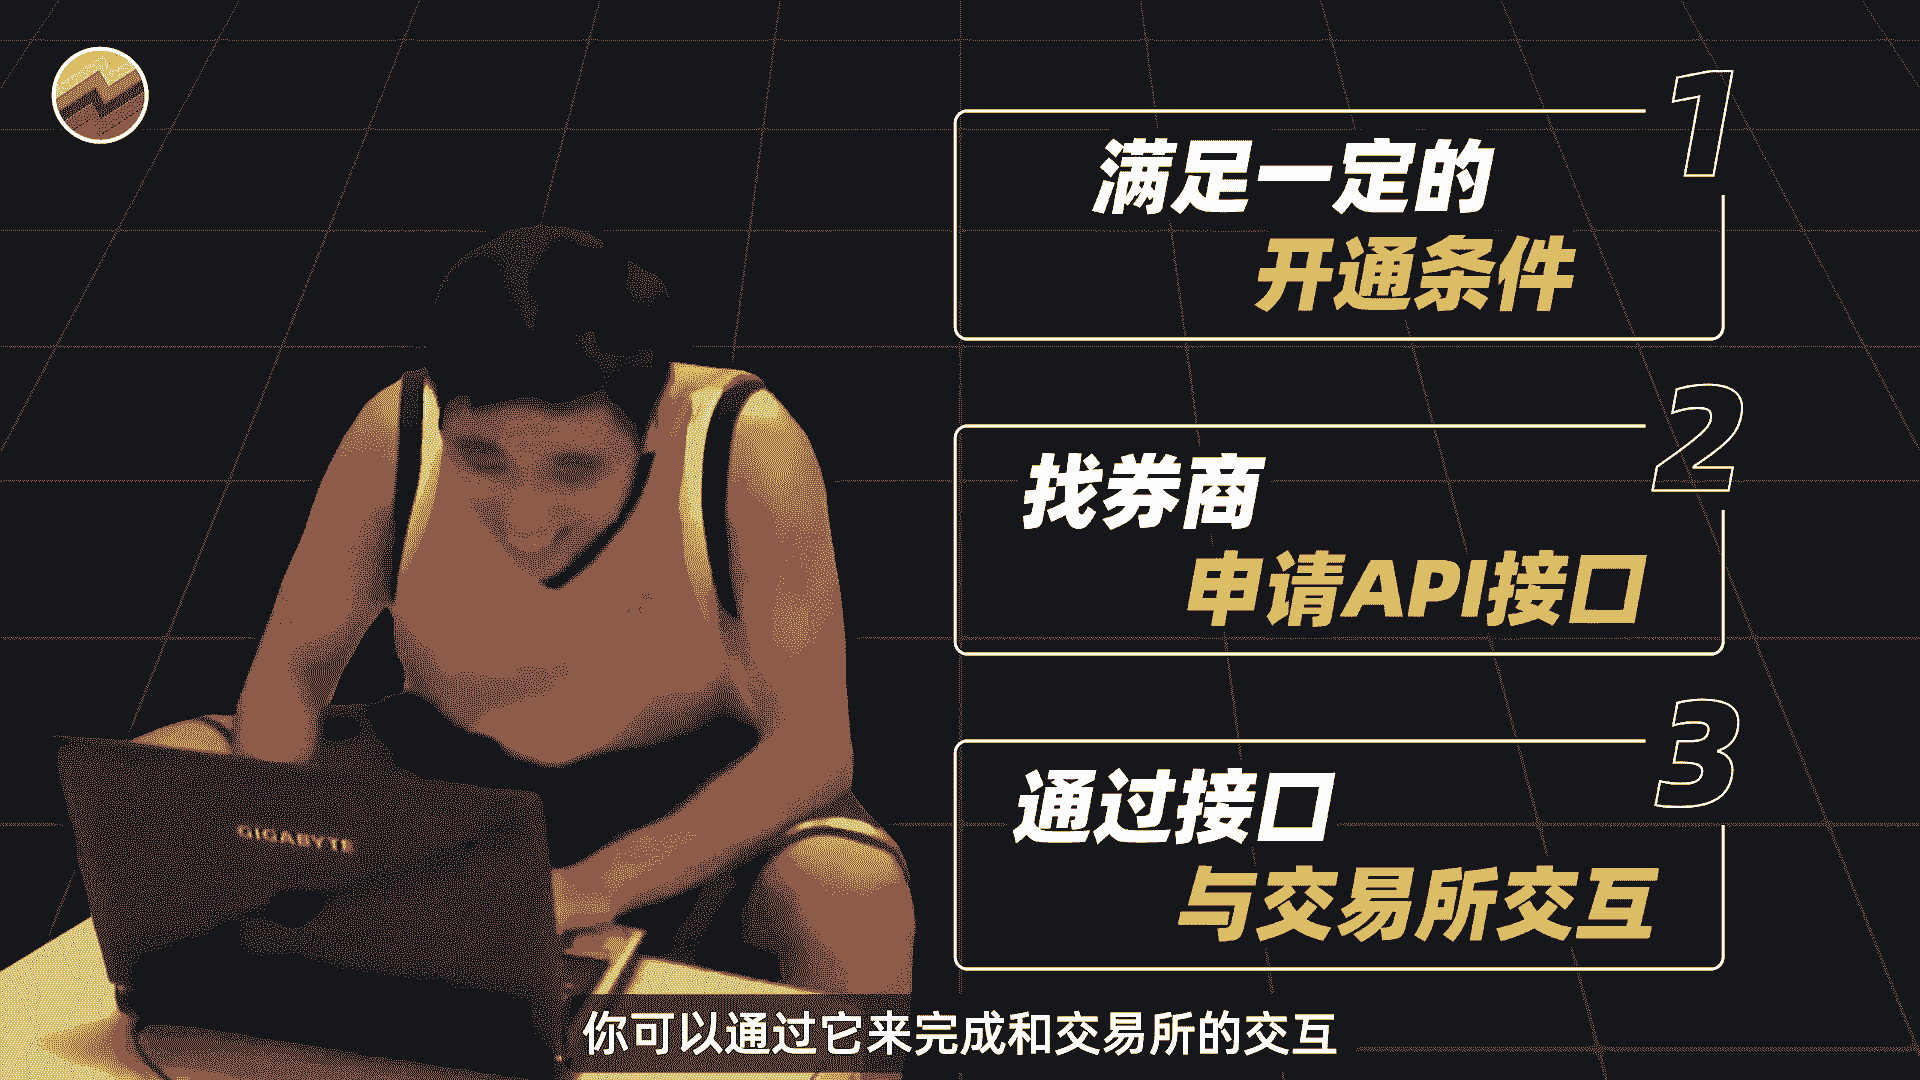 1
满足一定的
开通条件
2
找券商
申请API接口
3
通过接口
与交易所交互
GIGABYTE
你可以通过它来完成和交易所的交互